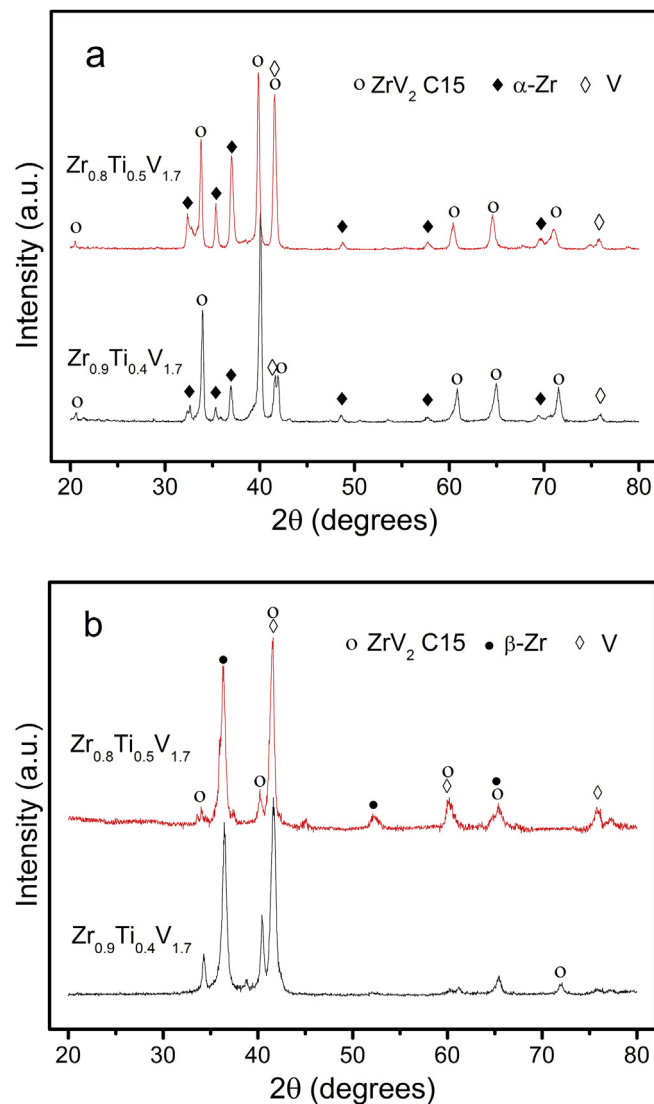 a
○ ZrV₂ C15 ◆ α-Zr ◇ V
Zr₀.₈Ti₀.₅V₁.₇
Zr₀.₉Ti₀.₄V₁.₇
Intensity (a.u.)
20 30 40 50 60 70 80
2θ (degrees)
b
○ ZrV₂ C15 ● β-Zr ◇ V
Zr₀.₈Ti₀.₅V₁.₇
Zr₀.₉Ti₀.₄V₁.₇
Intensity (a.u.)
20 30 40 50 60 70 80
2θ (degrees)